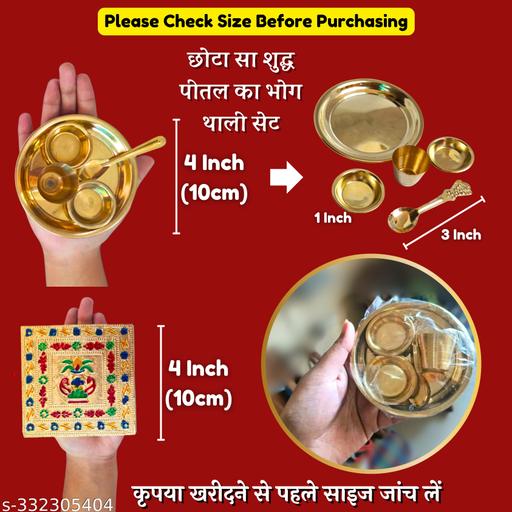 Please Check Size Before Purchasing
छोटा सा शुद्ध
पीतल का भोग
थाली सेट
4 Inch
(10cm)
1 Inch
3 Inch
4 Inch
(10cm)
कृपया खरीदने से पहले साइज जांच लें
s-332305404